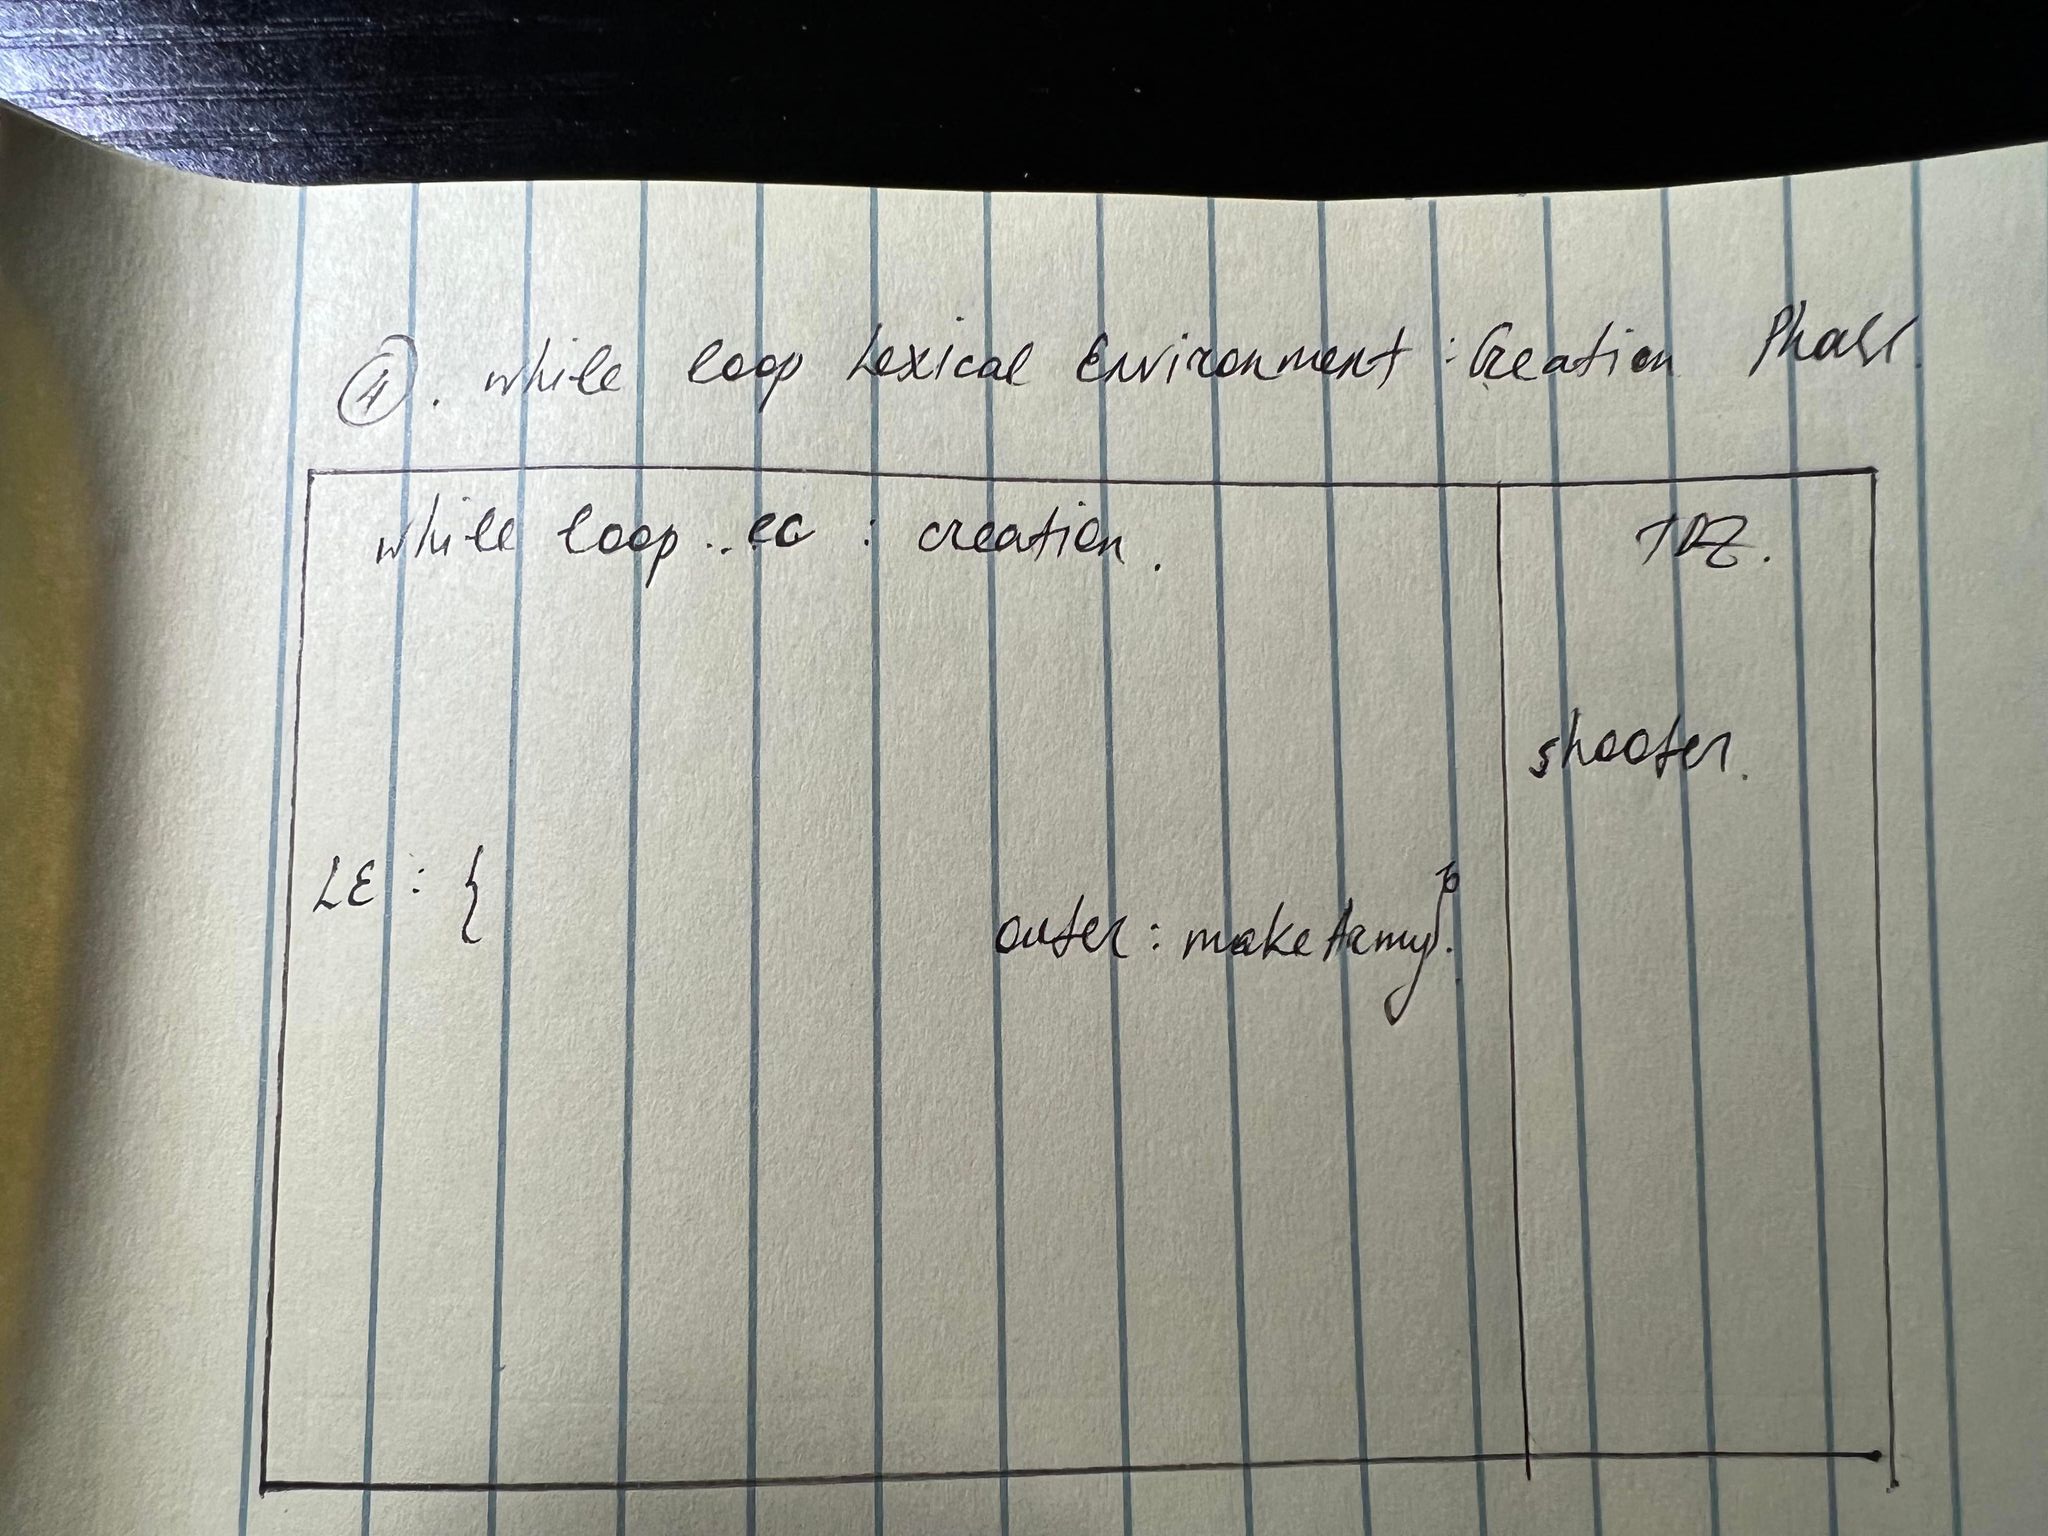 ④. while loop Lexical Environment : Creation Phase.
while loop.. ec : creation.
TDZ.
shooter.
LE : {
outer : makeArmy}.